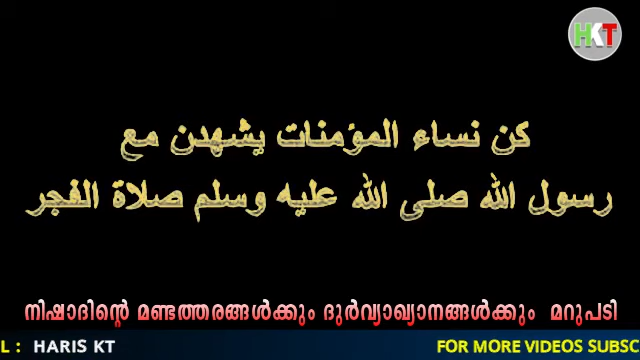 HKT
كن نساء المؤمنات يشهدن مع
رسول الله صلى الله عليه وسلم صلاة الفجر
നിഷാദിന്റെ മണ്ടത്തരങ്ങൾക്കും ദുർവ്യാഖ്യാനങ്ങൾക്കും മറുപടി
L : HARIS KT FOR MORE VIDEOS SUBSC